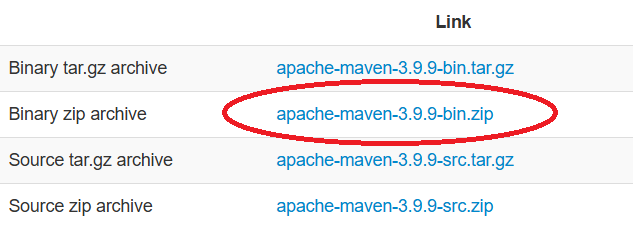 Link
Binary tar.gz archive apache-maven-3.9.9-bin.tar.gz
Binary zip archive apache-maven-3.9.9-bin.zip
Source tar.gz archive apache-maven-3.9.9-src.tar.gz
Source zip archive apache-maven-3.9.9-src.zip